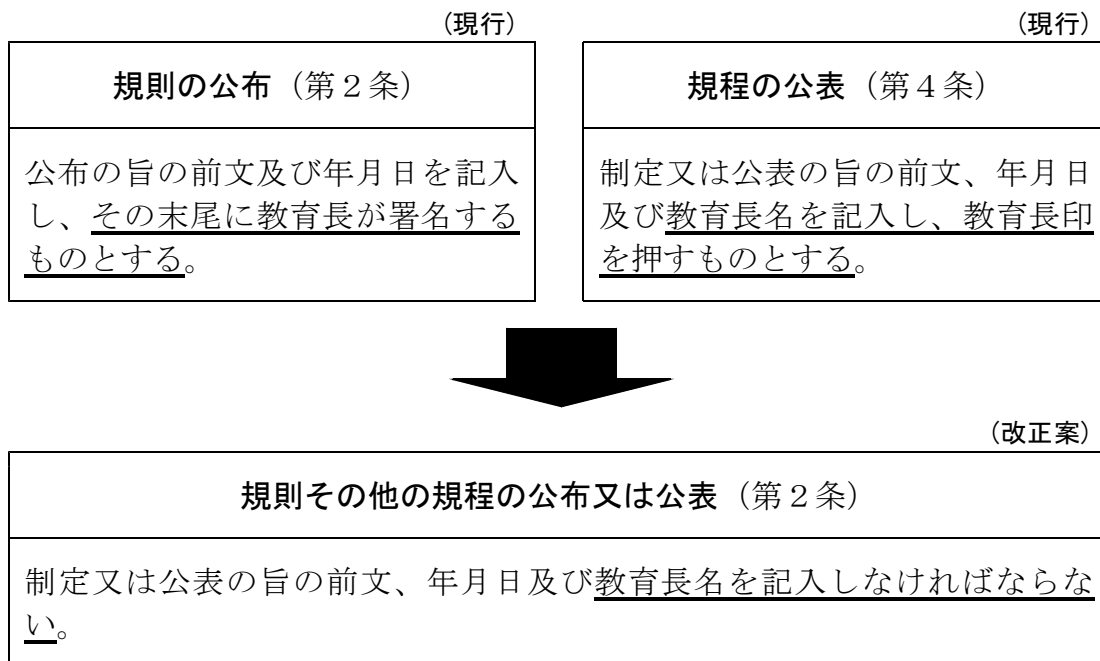 （現行）
規則の公布（第２条）
公布の旨の前文及び年月日を記入
し、その末尾に教育長が署名する
ものとする。
（現行）
規程の公表（第４条）
制定又は公表の旨の前文、年月日
及び教育長名を記入し、教育長印
を押すものとする。
（改正案）
規則その他の規程の公布又は公表（第２条）
制定又は公表の旨の前文、年月日及び教育長名を記入しなければならな
い。